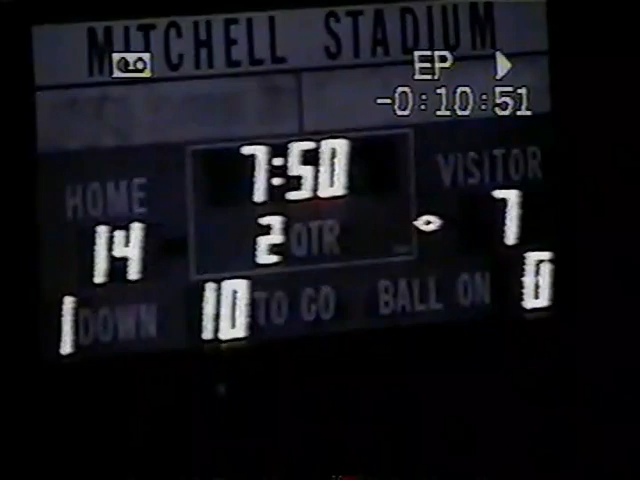 MITCHELL STADIUM
EP
-0:10:51
7:50
HOME
VISITOR
14
2 QTR
7
1 DOWN 10 TO GO BALL ON 0